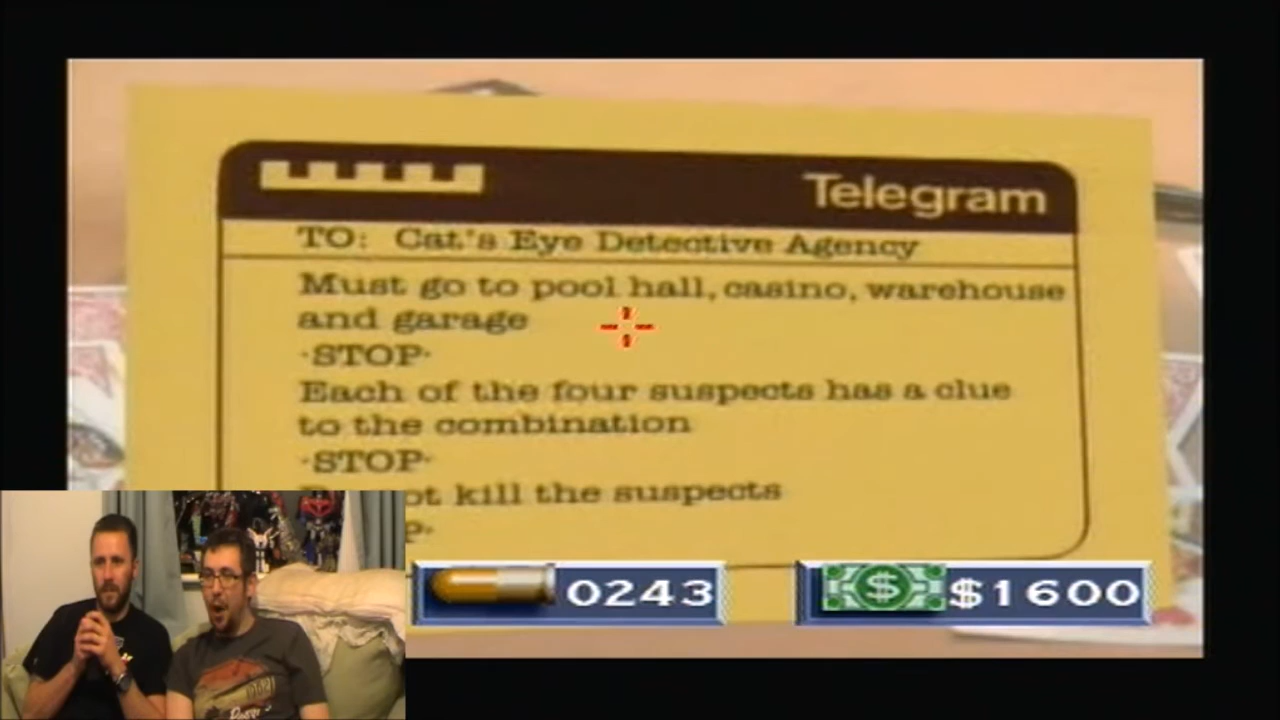 Telegram
TO: Cat's Eye Detective Agency
Must go to pool hall, casino, warehouse
and garage
·STOP·
Each of the four suspects has a clue
to the combination
·STOP·
kill the suspects
0243
$1600
1982